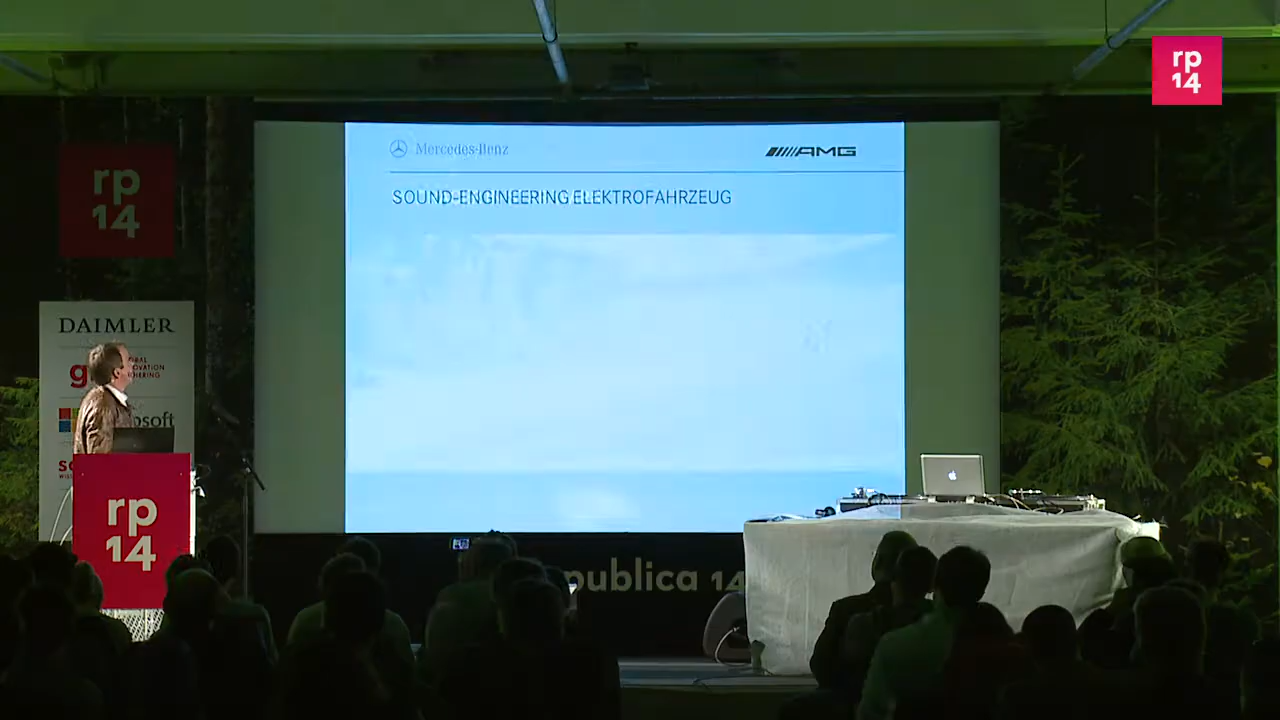 rp
14
Mercedes-Benz
AMG
SOUND-ENGINEERING ELEKTROFAHRZEUG
rp
14
DAIMLER
rp
14
publica 14